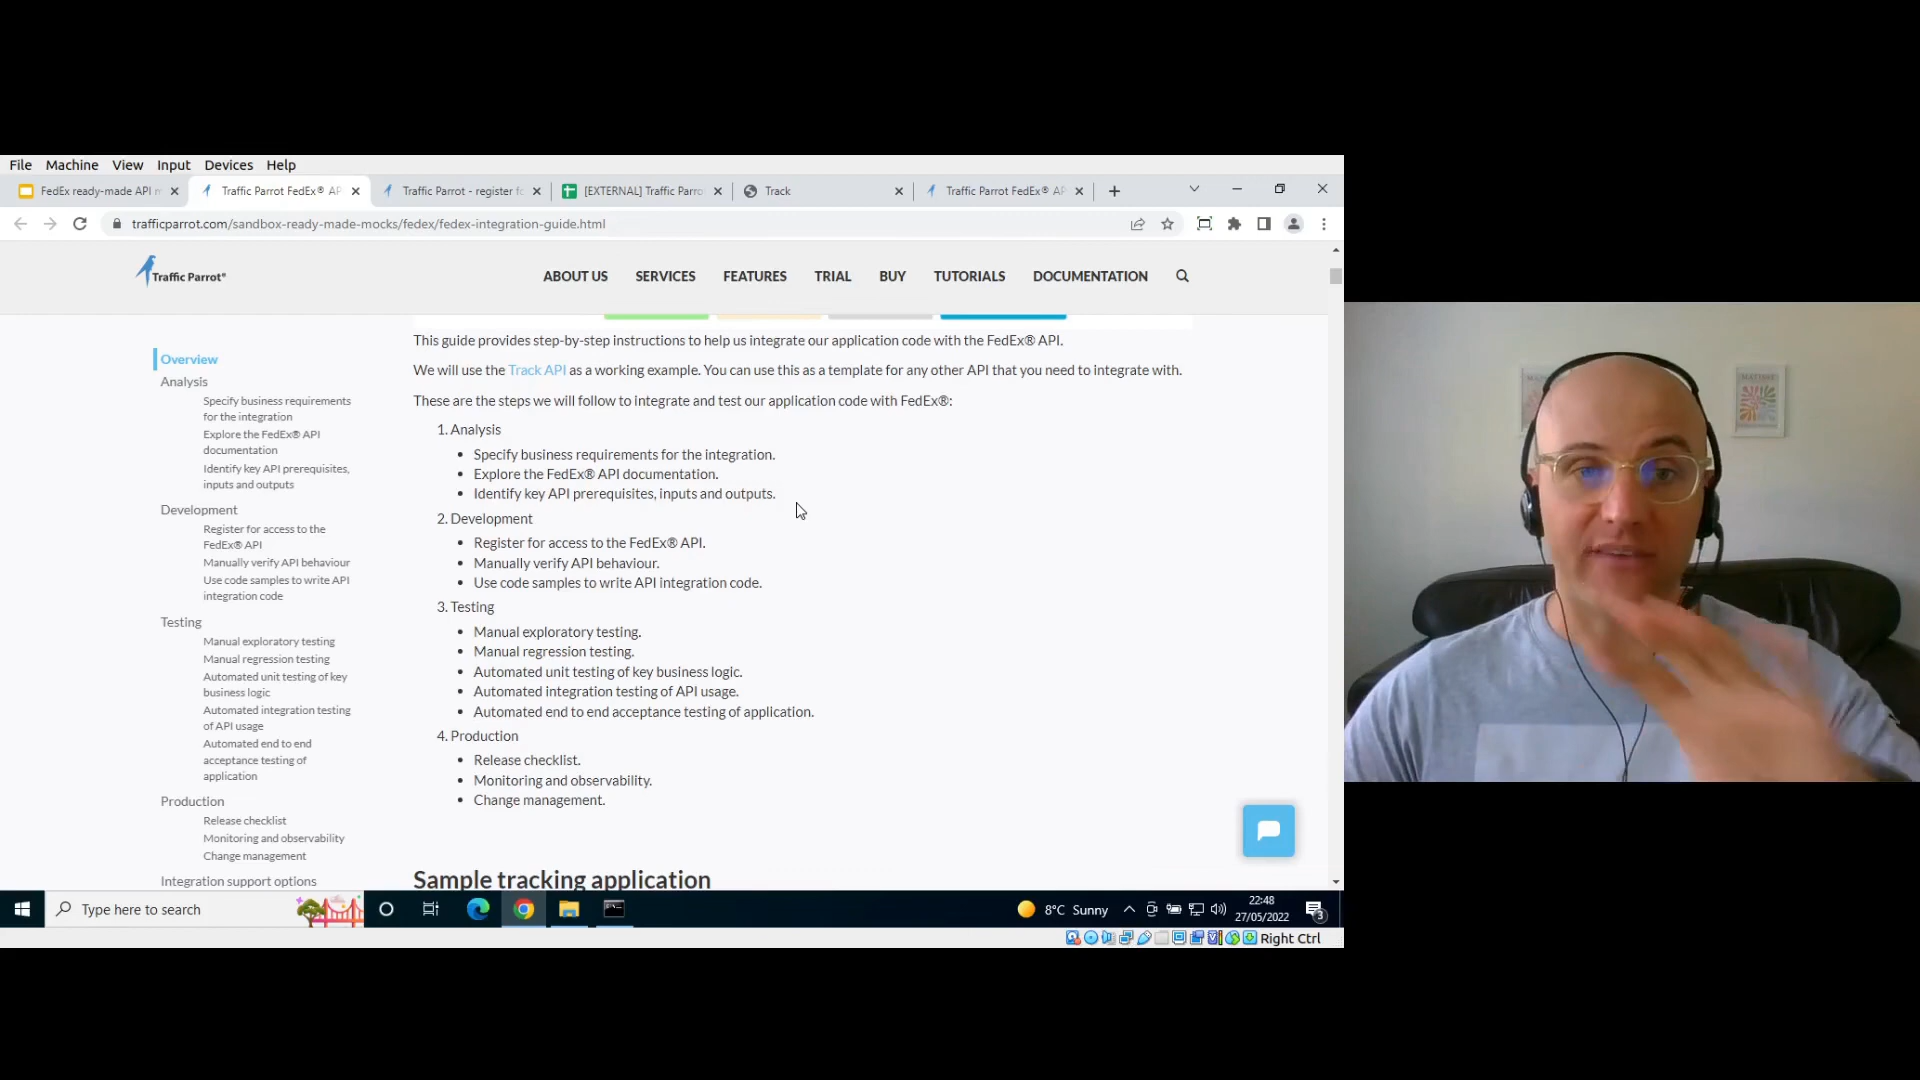 File Machine View Input Devices Help
FedEx ready-made API m
Traffic Parrot FedEx® AP
Traffic Parrot - register fo
[EXTERNAL] Traffic Parro
Track
Traffic Parrot FedEx® AP
trafficparrot.com/sandbox-ready-made-mocks/fedex/fedex-integration-guide.html
Traffic Parrot®
ABOUT US SERVICES FEATURES TRIAL BUY TUTORIALS DOCUMENTATION
Overview
Analysis
Specify business requirements
for the integration
Explore the FedEx® API
documentation
Identify key API prerequisites,
inputs and outputs
Development
Register for access to the
FedEx® API
Manually verify API behaviour
Use code samples to write API
integration code
Testing
Manual exploratory testing
Manual regression testing
Automated unit testing of key
business logic
Automated integration testing
of API usage
Automated end to end
acceptance testing of
application
Production
Release checklist
Monitoring and observability
Change management
Integration support options
This guide provides step-by-step instructions to help us integrate our application code with the FedEx® API.
We will use the Track API as a working example. You can use this as a template for any other API that you need to integrate with.
These are the steps we will follow to integrate and test our application code with FedEx®:
1. Analysis
• Specify business requirements for the integration.
• Explore the FedEx® API documentation.
• Identify key API prerequisites, inputs and outputs.
2. Development
• Register for access to the FedEx® API.
• Manually verify API behaviour.
• Use code samples to write API integration code.
3. Testing
• Manual exploratory testing.
• Manual regression testing.
• Automated unit testing of key business logic.
• Automated integration testing of API usage.
• Automated end to end acceptance testing of application.
4. Production
• Release checklist.
• Monitoring and observability.
• Change management.
Sample tracking application
Type here to search
8°C Sunny
22:48
27/05/2022
3
Right Ctrl